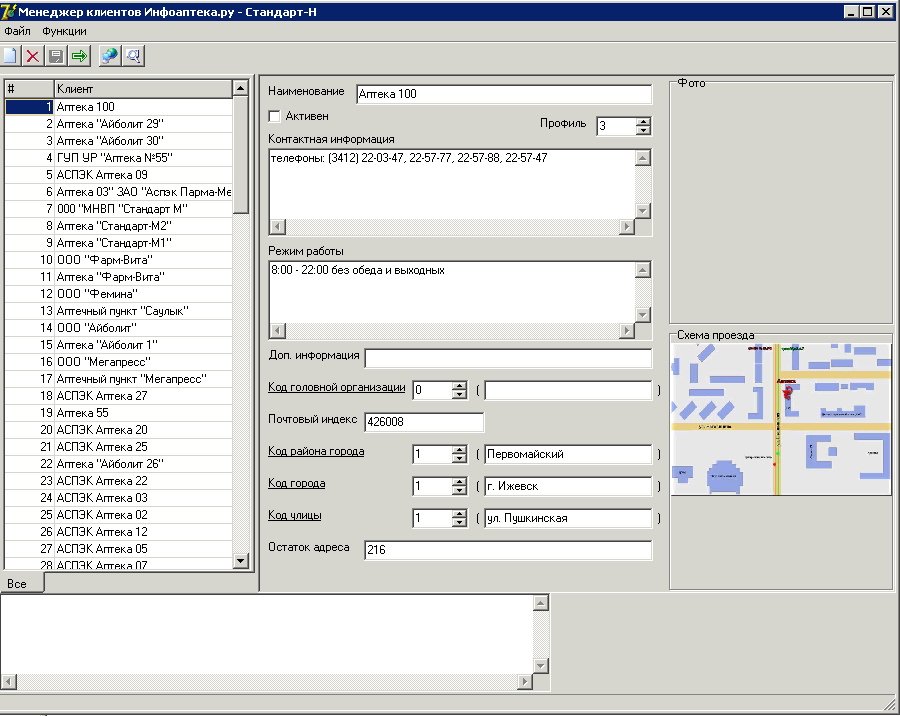 Менеджер клиентов Инфоаптека.ру - Стандарт-Н
Файл Функции
# Клиент
1 Аптека 100
2 Аптека "Айболит 29"
3 Аптека "Айболит 30"
4 ГУП УР "Аптека №55"
5 АСПЭК Аптека 09
6 Аптека 03" ЗАО "Аспэк Парма-Ме
7 000 "МНВП "Стандарт М"
8 Аптека "Стандарт-М2"
9 Аптека "Стандарт-М1"
10 ООО "Фарм-Вита"
11 Аптека "Фарм-Вита"
12 ООО "Фемина"
13 Аптечный пункт "Саулык"
14 ООО "Айболит"
15 Аптека "Айболит 1"
16 ООО "Мегапресс"
17 Аптечный пункт "Мегапресс"
18 АСПЭК Аптека 27
19 Аптека 55
20 АСПЭК Аптека 20
21 АСПЭК Аптека 25
22 Аптека "Айболит 26"
23 АСПЭК Аптека 22
24 АСПЭК Аптека 03
25 АСПЭК Аптека 02
26 АСПЭК Аптека 12
27 АСПЭК Аптека 05
28 АСПЭК Аптека 07
Все
Наименование Аптека 100
Активен
Профиль 3
Контактная информация
телефоны: (3412) 22-03-47, 22-57-77, 22-57-88, 22-57-47
Режим работы
8:00 - 22:00 без обеда и выходных
Доп. информация
Код головной организации 0 ( )
Почтовый индекс 426008
Код района города 1 ( Первомайский )
Код города 1 ( г. Ижевск )
Код улицы 1 ( ул. Пушкинская )
Остаток адреса 216
Фото
Схема проезда
Аптека